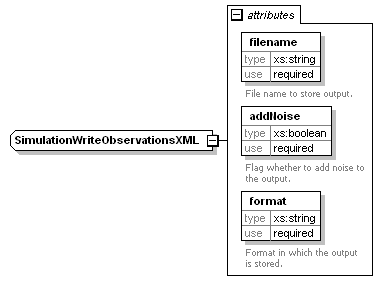 attributes
filename
type xs:string
use required
File name to store output.
addNoise
type xs:boolean
use required
Flag whether to add noise to
the output.
SimulationWriteObservationsXML
format
type xs:string
use required
Format in which the output
is stored.